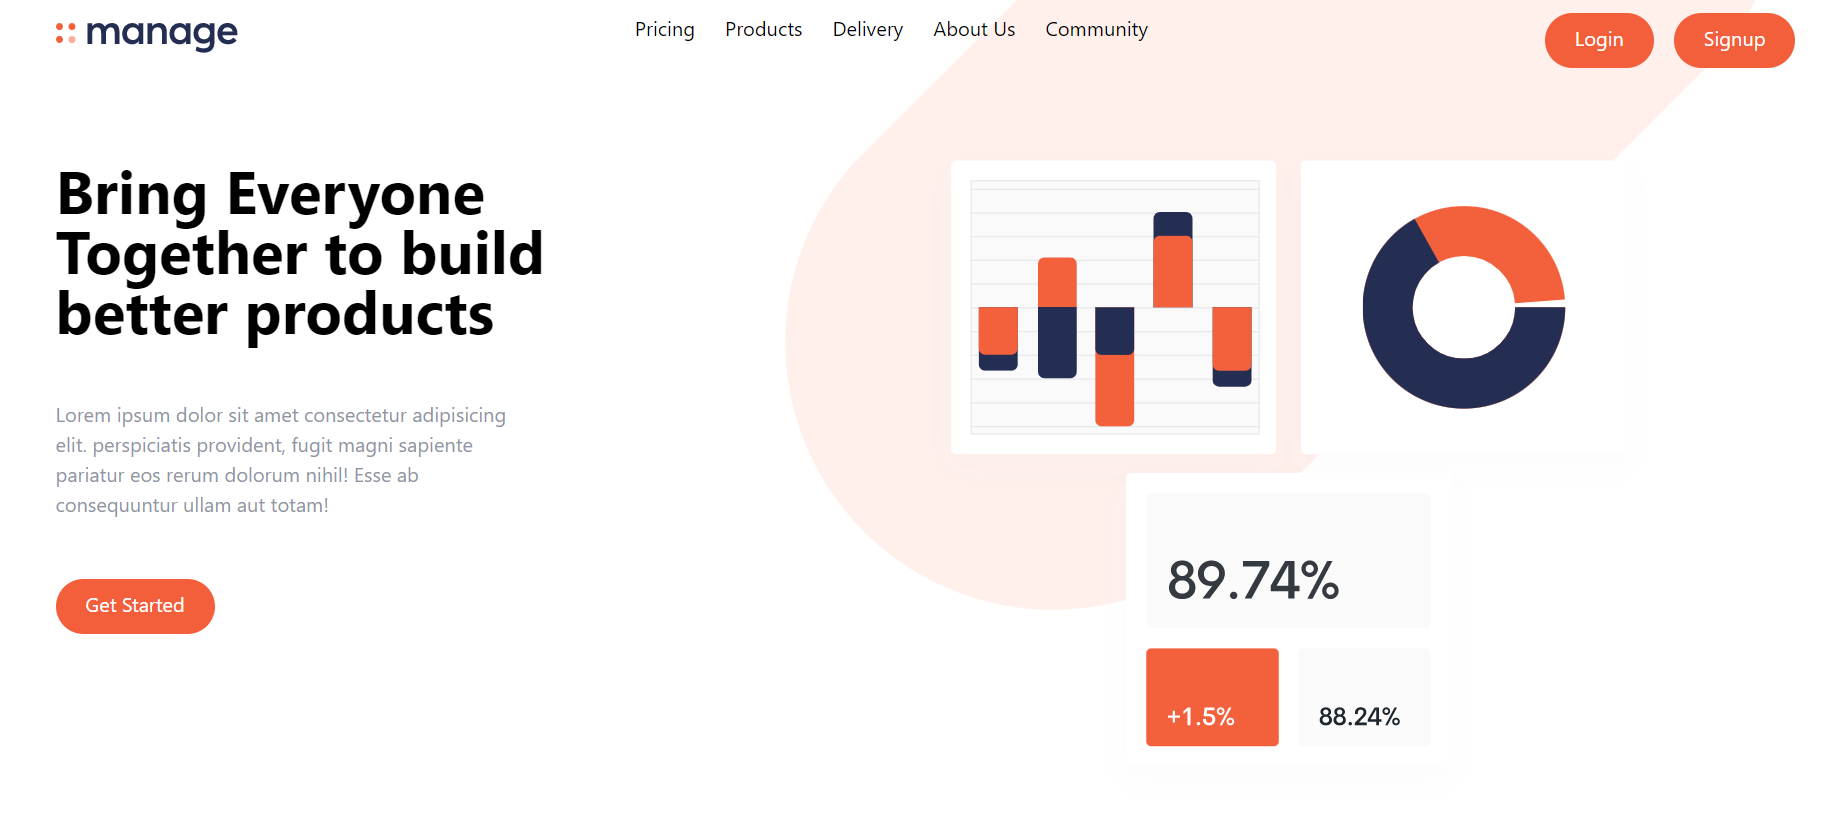 manage
Pricing
Products
Delivery
About Us
Community
Login
Signup
Bring Everyone
Together to build
better products
Lorem ipsum dolor sit amet consectetur adipisicing
elit. perspiciatis provident, fugit magni sapiente
pariatur eos rerum dolorum nihil! Esse ab
consequuntur ullam aut totam!
Get Started
89.74%
+1.5%
88.24%